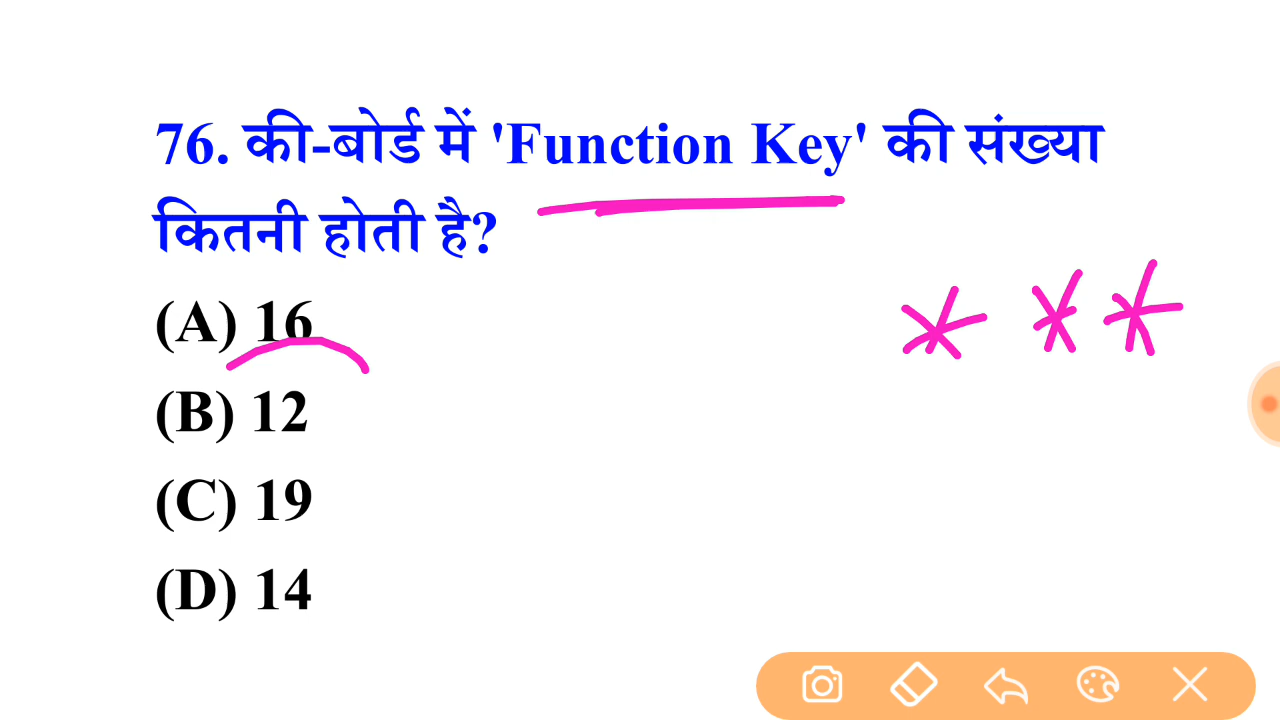 76. की-बोर्ड में 'Function Key' की संख्या
कितनी होती है?
(A) 16
(B) 12
(C) 19
(D) 14